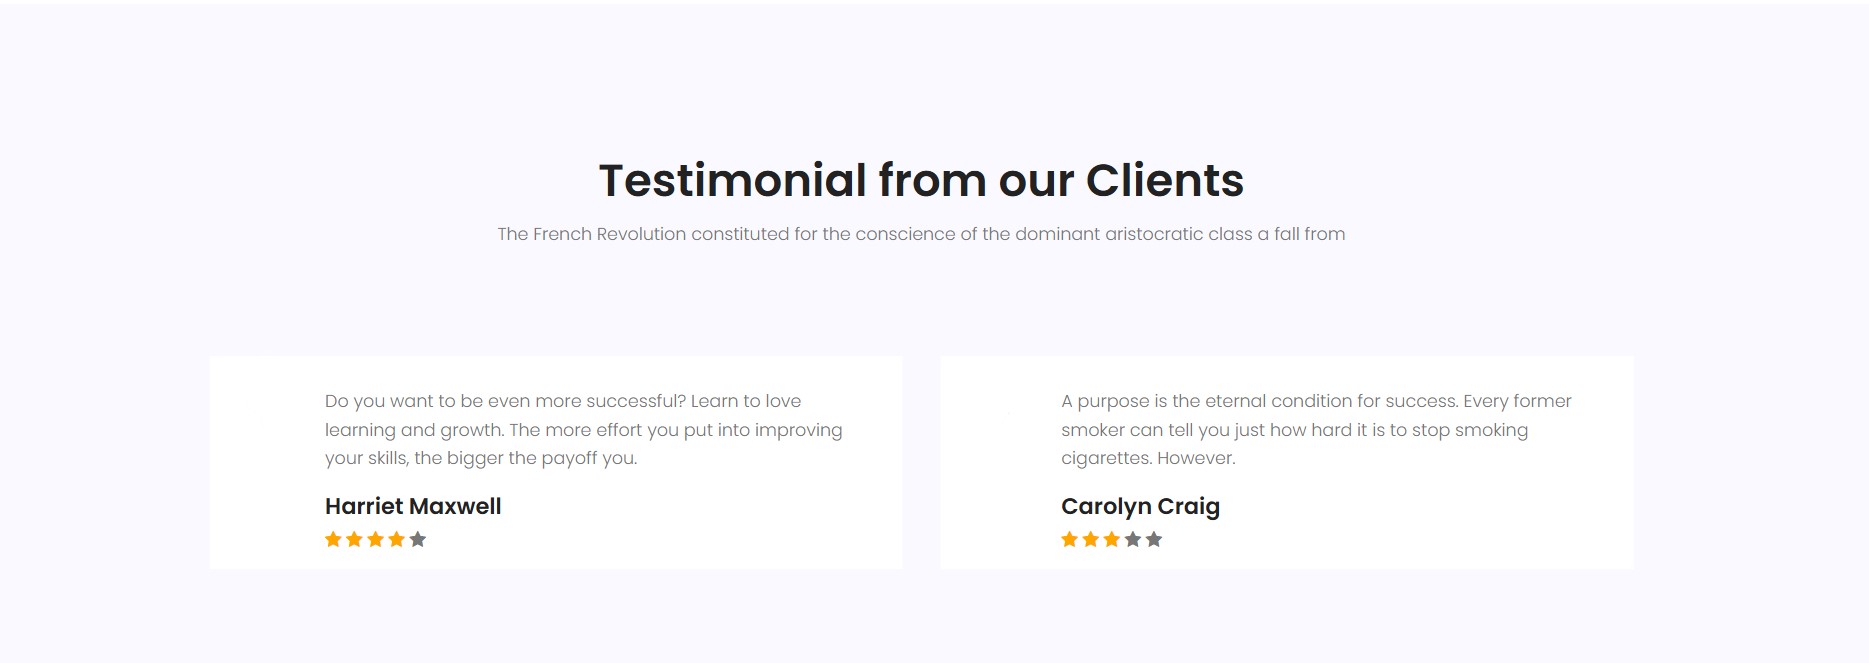 Testimonial from our Clients
The French Revolution constituted for the conscience of the dominant aristocratic class a fall from
Do you want to be even more successful? Learn to love
learning and growth. The more effort you put into improving
your skills, the bigger the payoff you.
Harriet Maxwell
A purpose is the eternal condition for success. Every former
smoker can tell you just how hard it is to stop smoking
cigarettes. However.
Carolyn Craig